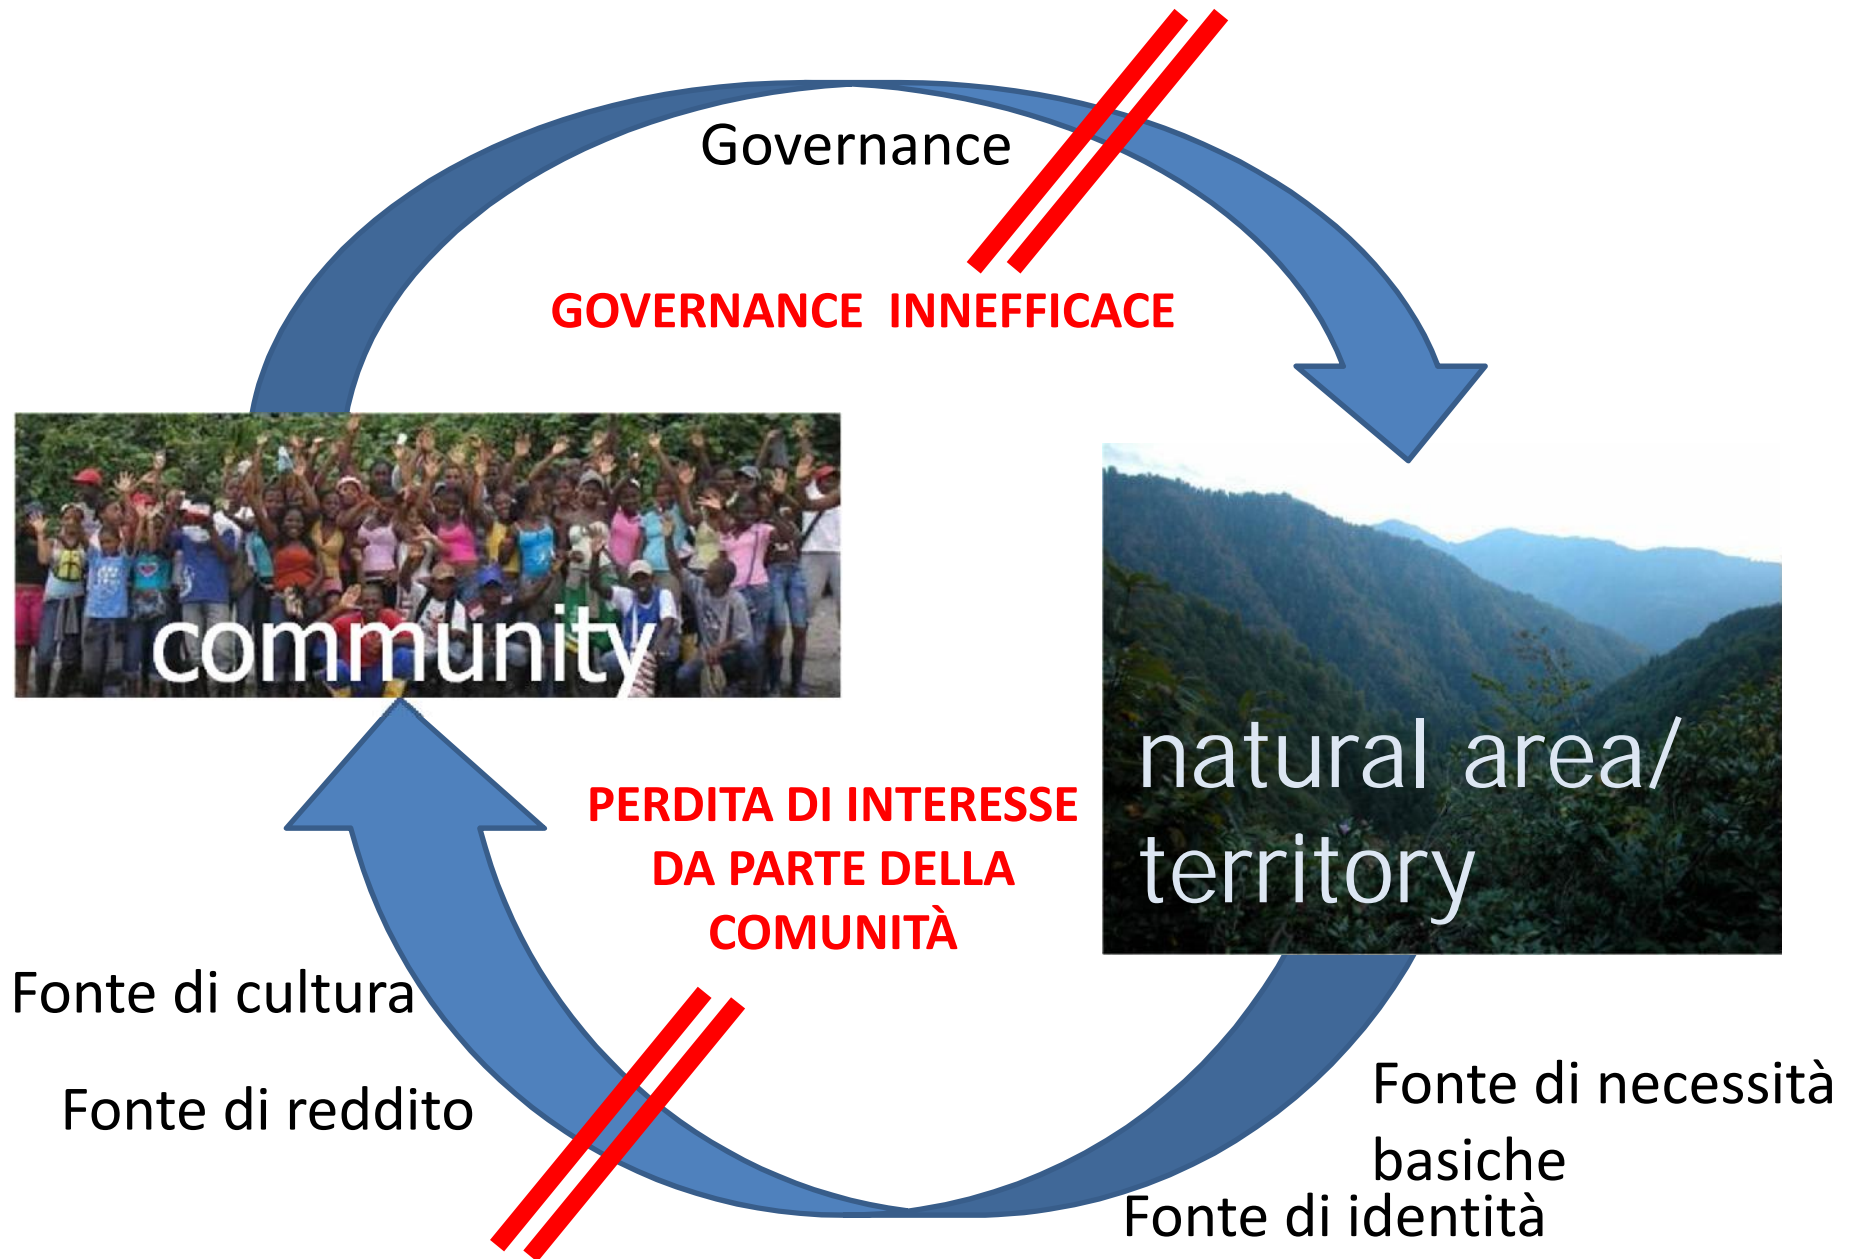 Governance
GOVERNANCE INNEFFICACE
community
natural area/
territory
PERDITA DI INTERESSE
DA PARTE DELLA
COMUNITÀ
Fonte di cultura
Fonte di reddito
Fonte di necessità
basiche
Fonte di identità